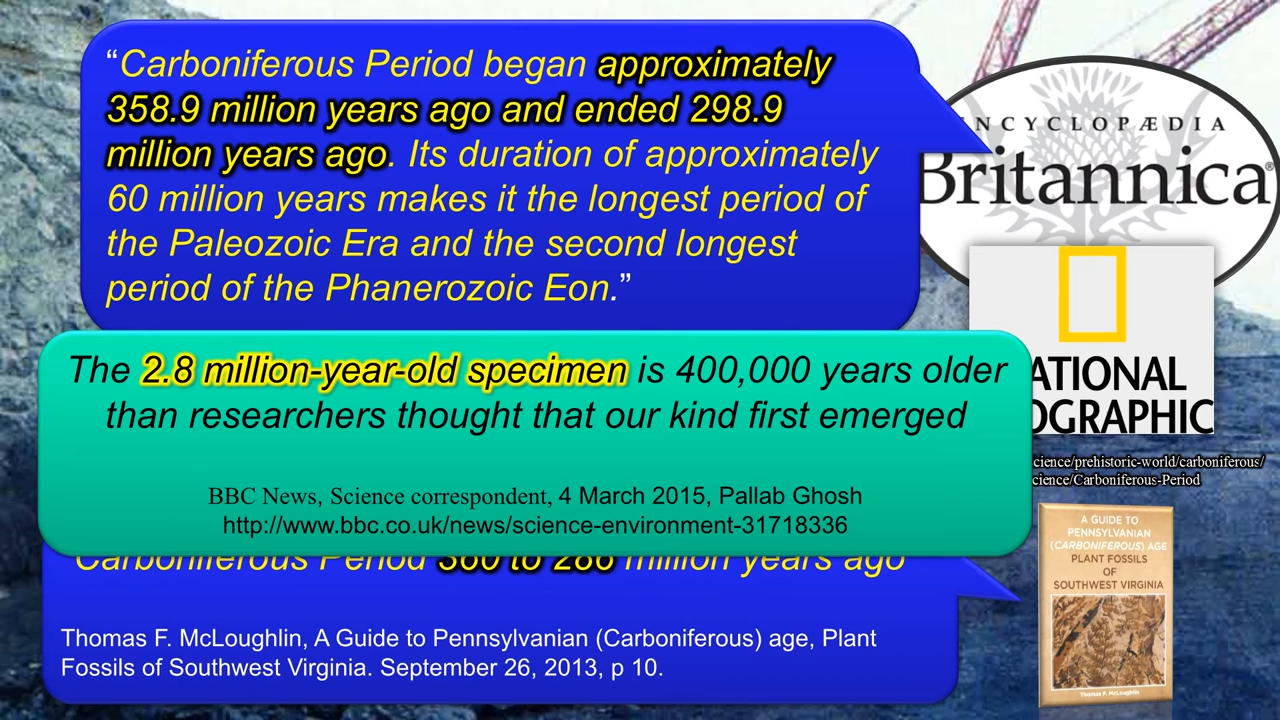 “Carboniferous Period began approximately
358.9 million years ago and ended 298.9
million years ago. Its duration of approximately
60 million years makes it the longest period of
the Paleozoic Era and the second longest
period of the Phanerozoic Eon.”
NCYCLOPÆDIA
Britannica®
ATIONAL
OGRAPHIC
The 2.8 million-year-old specimen is 400,000 years older
than researchers thought that our kind first emerged
BBC News, Science correspondent, 4 March 2015, Pallab Ghosh
http://www.bbc.co.uk/news/science-environment-31718336
cience/prehistoric-world/carboniferous/
cience/Carboniferous-Period
Carboniferous Period 360 to 286 million years ago
Thomas F. McLoughlin, A Guide to Pennsylvanian (Carboniferous) age, Plant
Fossils of Southwest Virginia. September 26, 2013, p 10.
A GUIDE TO
PENNSYLVANIAN
(CARBONIFEROUS) AGE
PLANT FOSSILS
OF
SOUTHWEST VIRGINIA
Thomas F. McLoughlin